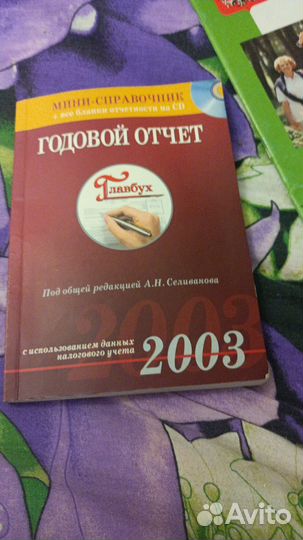 МИНИ-СПРАВОЧНИК
+ все бланки отчетности на CD
ГОДОВОЙ ОТЧЕТ
Главбух
Под общей редакцией А.Н. Селиванова
2003
с использованием данных
налогового учета
2003
Avito